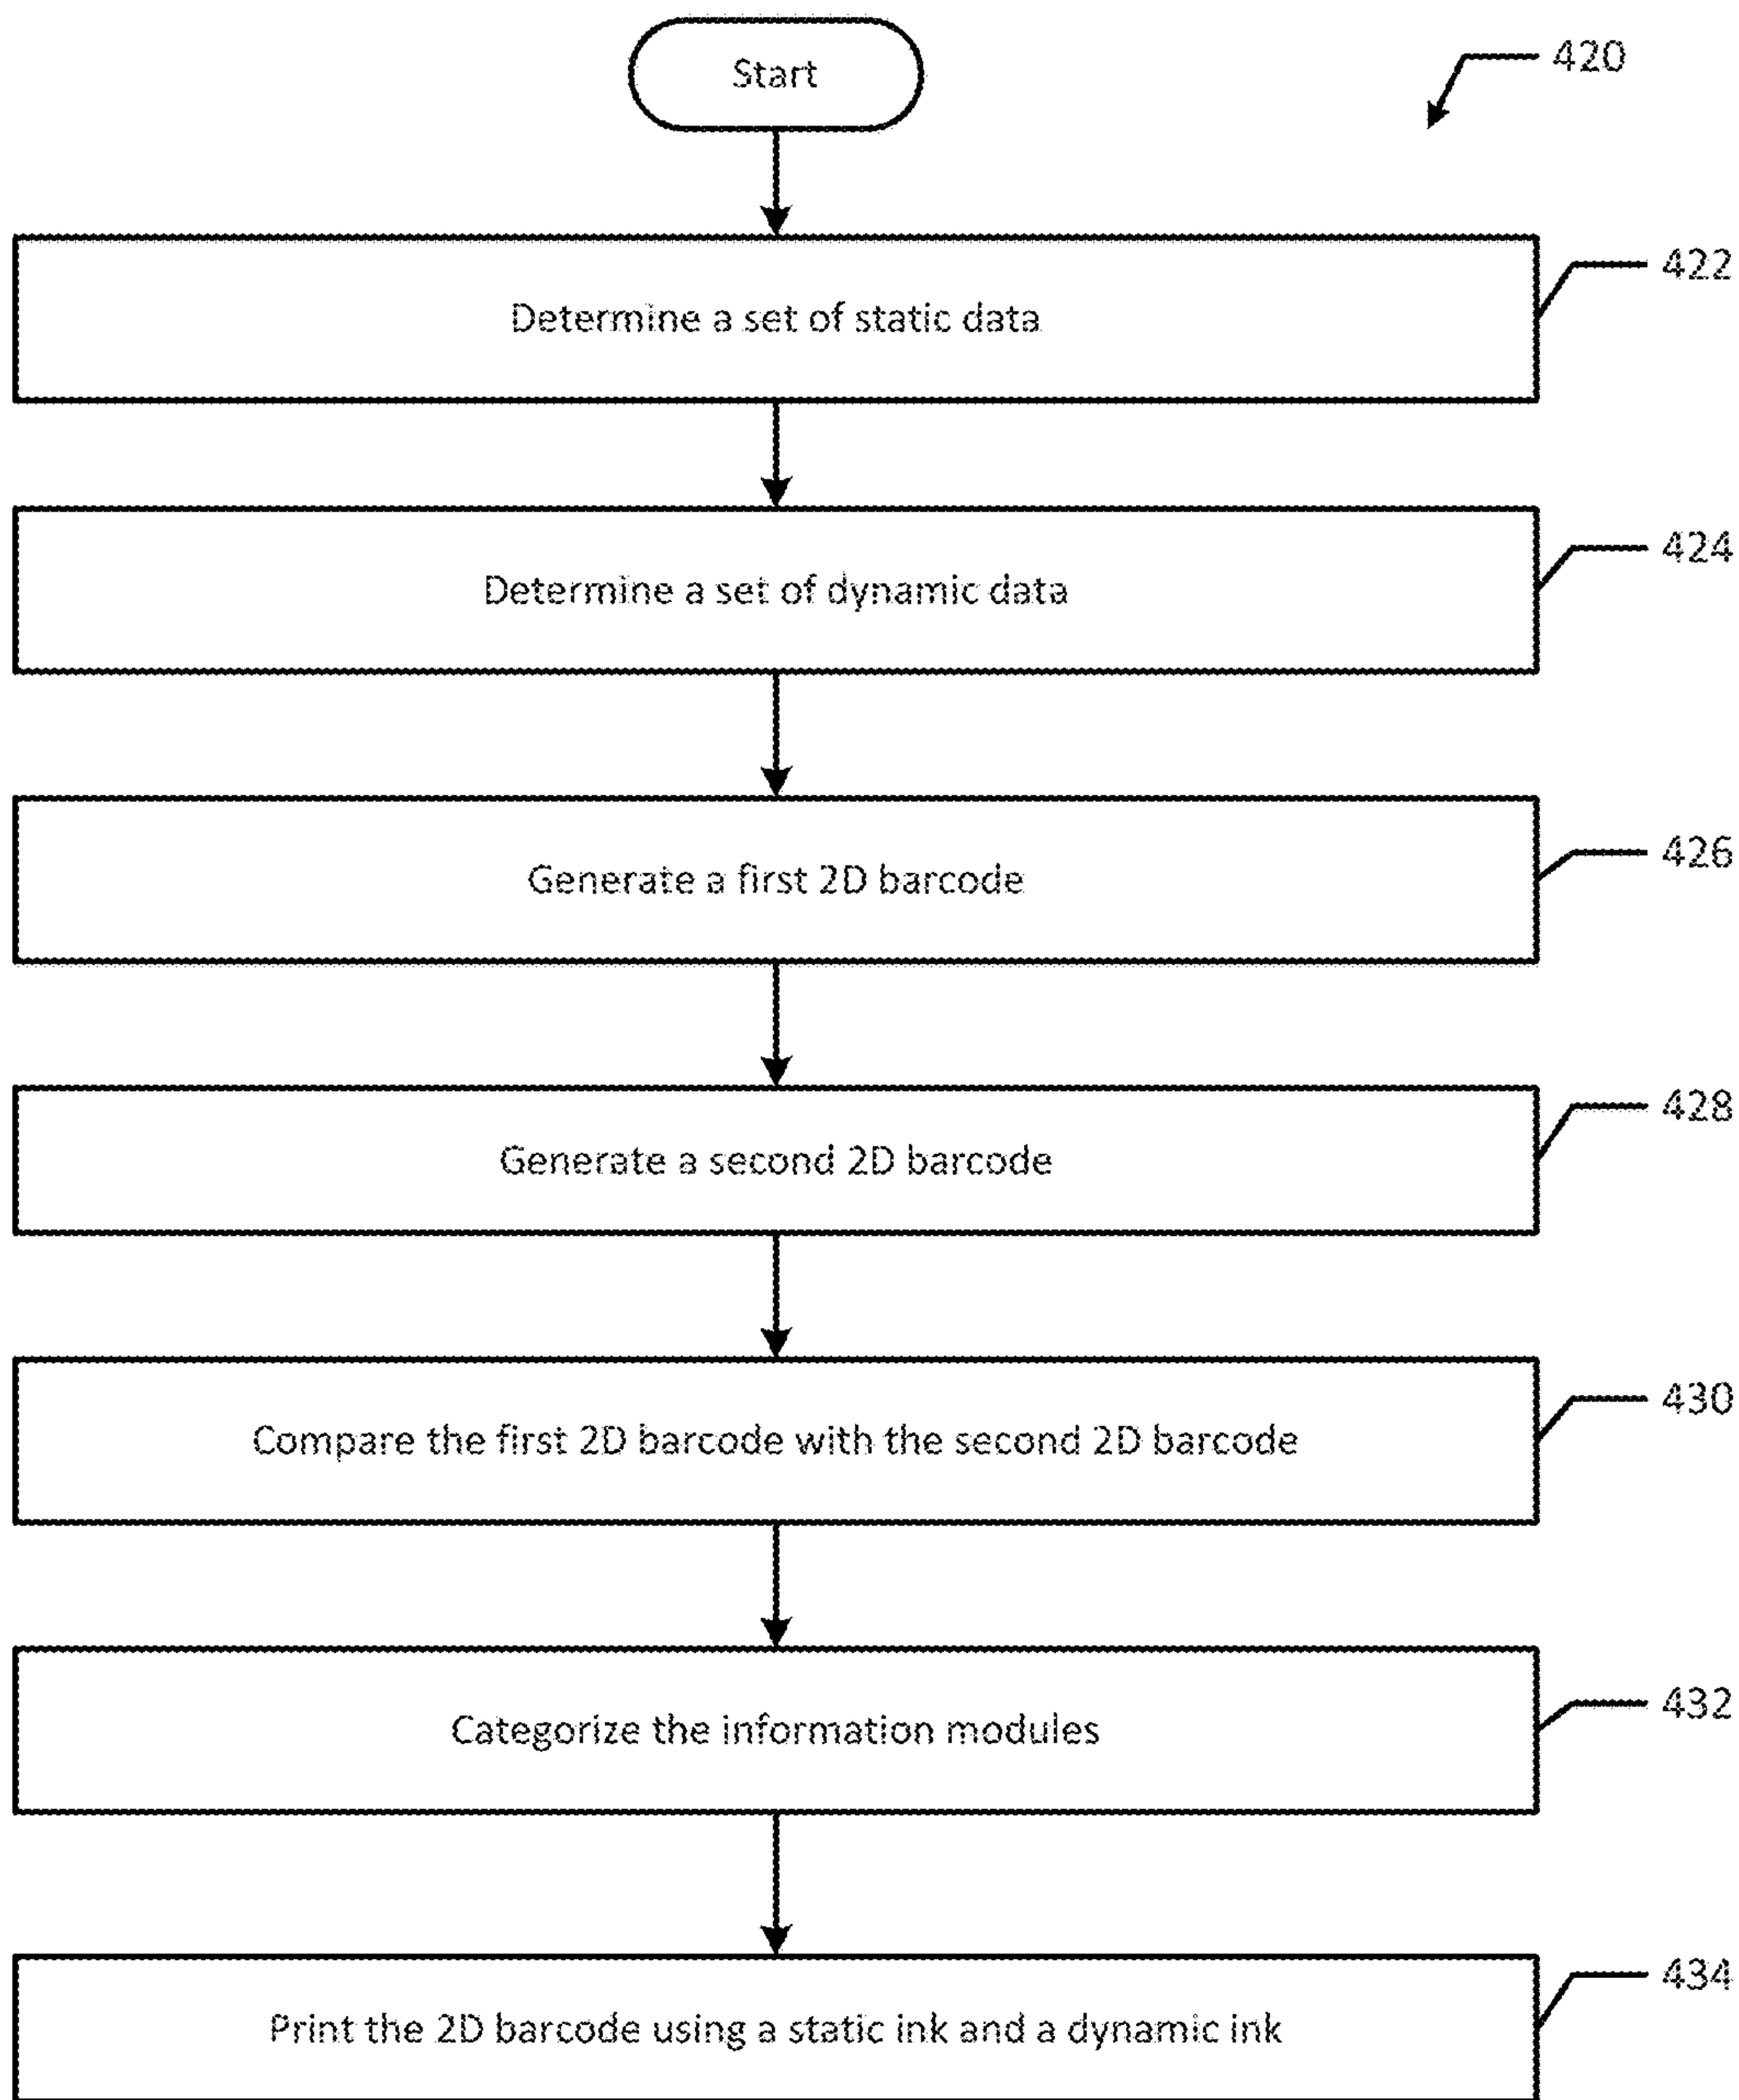 Start
420
Determine a set of static data
422
Determine a set of dynamic data
424
Generate a first 2D barcode
426
Generate a second 2D barcode
428
Compare the first 2D barcode with the second 2D barcode
430
Categorize the information modules
432
Print the 2D barcode using a static ink and a dynamic ink
434